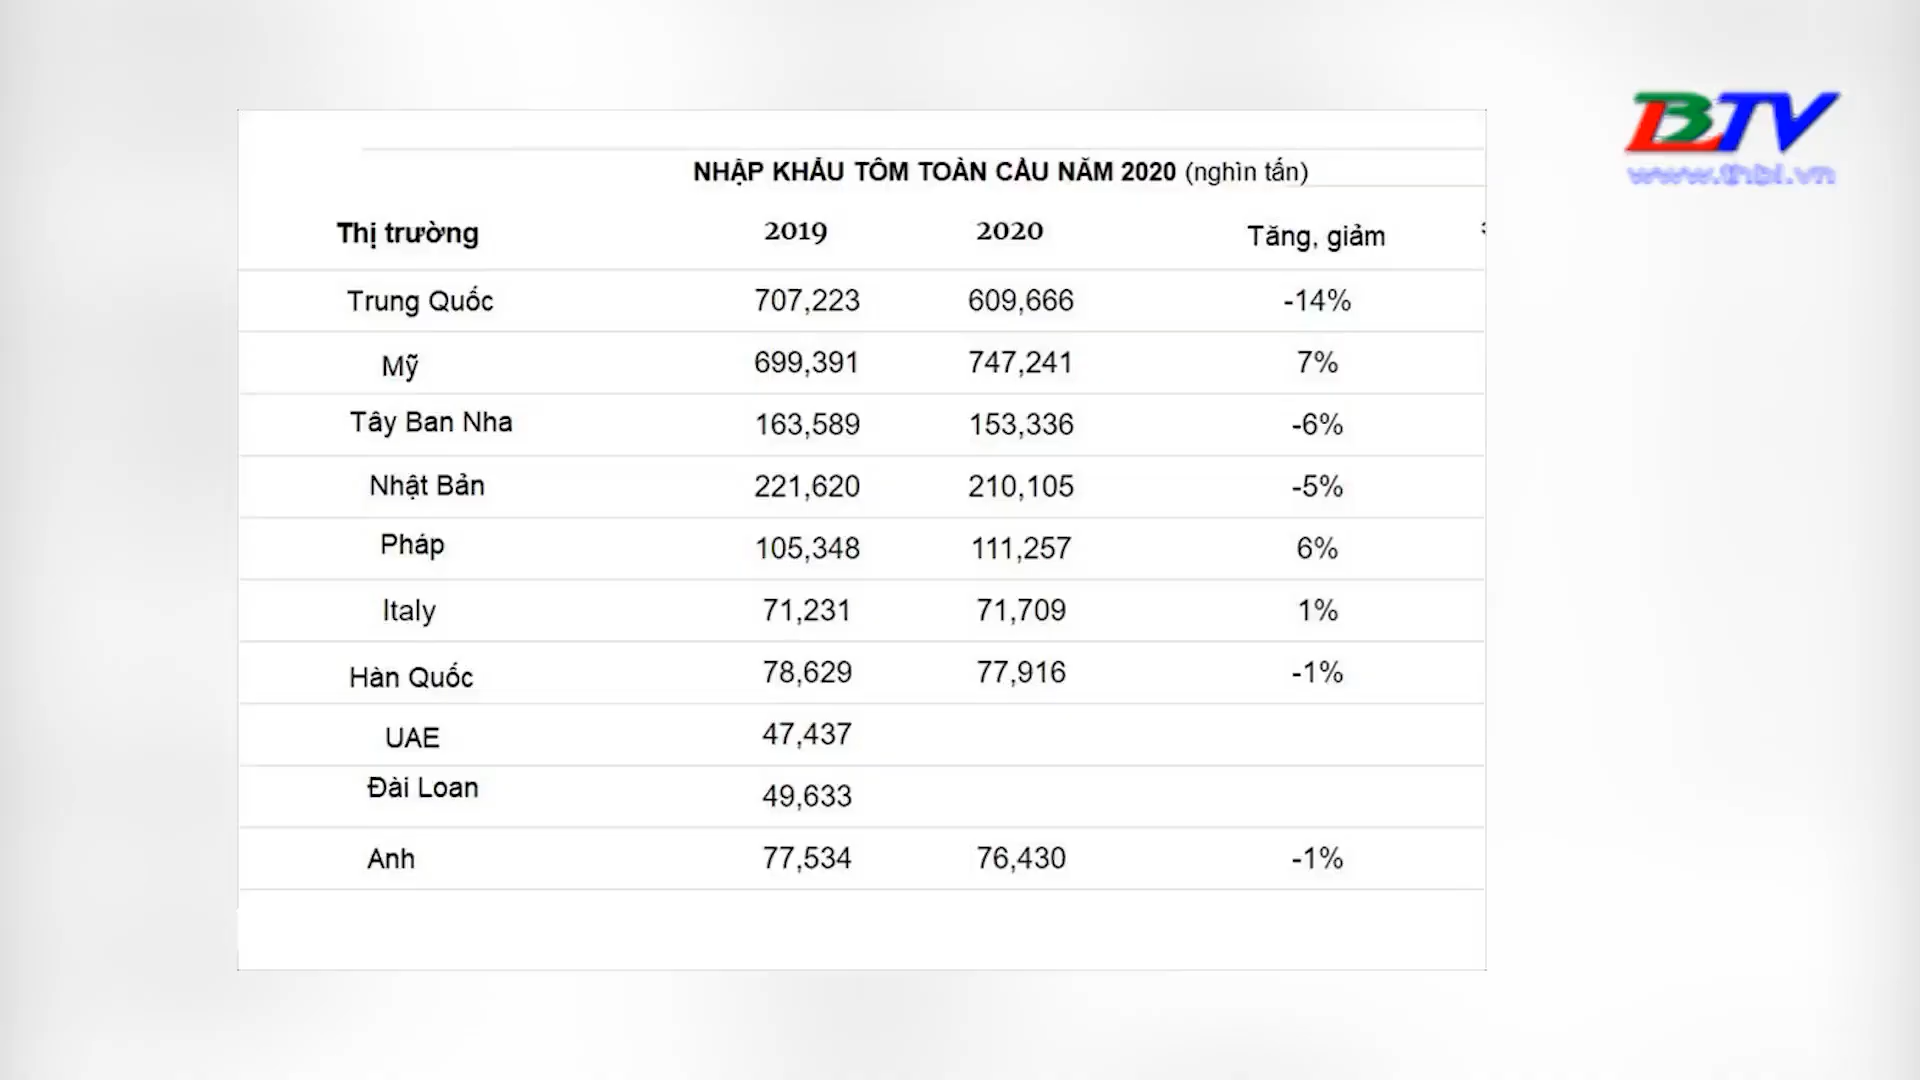 BTV
www.thbl.vn
NHẬP KHẨU TÔM TOÀN CẦU NĂM 2020 (nghìn tấn)
Thị trường 2019 2020 Tăng, giảm
Trung Quốc 707,223 609,666 -14%
Mỹ 699,391 747,241 7%
Tây Ban Nha 163,589 153,336 -6%
Nhật Bản 221,620 210,105 -5%
Pháp 105,348 111,257 6%
Italy 71,231 71,709 1%
Hàn Quốc 78,629 77,916 -1%
UAE 47,437
Đài Loan 49,633
Anh 77,534 76,430 -1%